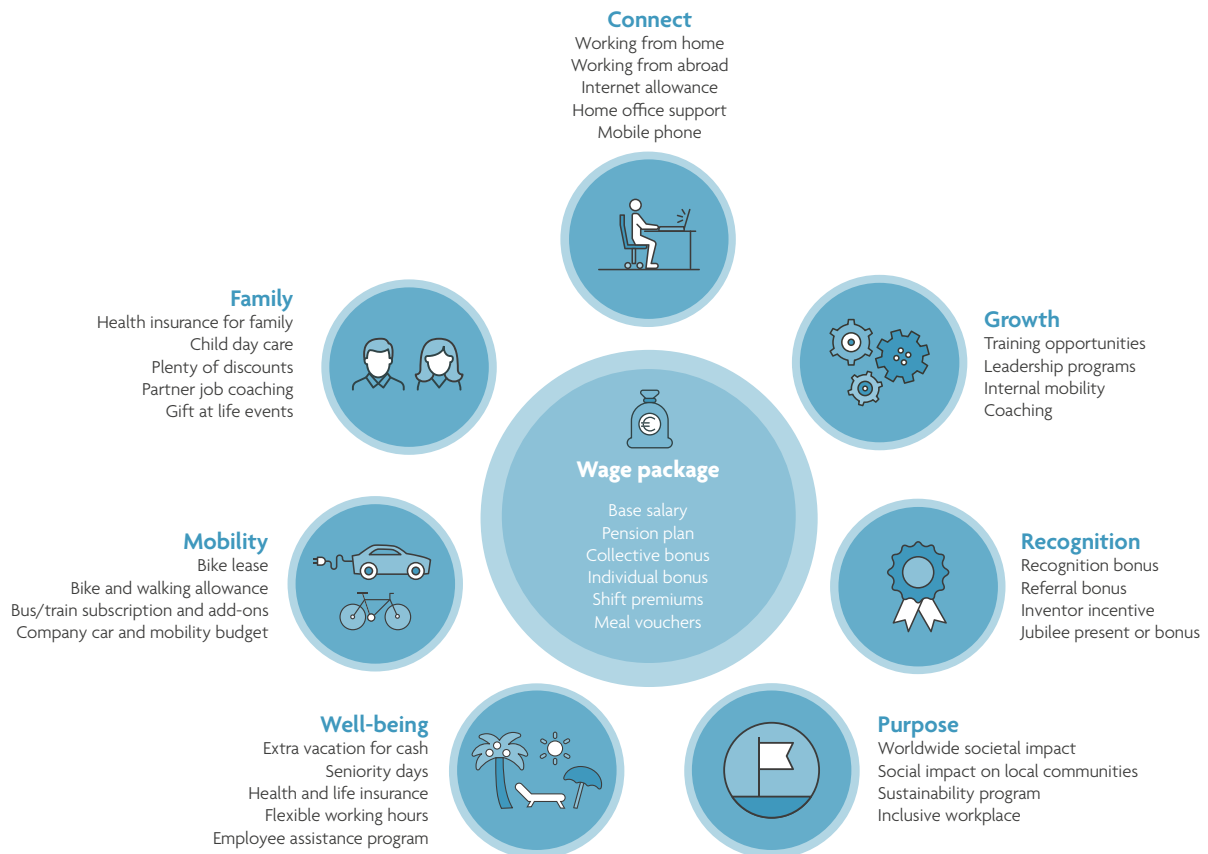 Connect
Working from home
Working from abroad
Internet allowance
Home office support
Mobile phone
Family
Health insurance for family
Child day care
Plenty of discounts
Partner job coaching
Gift at life events
Growth
Training opportunities
Leadership programs
Internal mobility
Coaching
€
Wage package
Base salary
Pension plan
Collective bonus
Individual bonus
Shift premiums
Meal vouchers
Mobility
Bike lease
Bike and walking allowance
Bus/train subscription and add-ons
Company car and mobility budget
Recognition
Recognition bonus
Referral bonus
Inventor incentive
Jubilee present or bonus
Well-being
Extra vacation for cash
Seniority days
Health and life insurance
Flexible working hours
Employee assistance program
Purpose
Worldwide societal impact
Social impact on local communities
Sustainability program
Inclusive workplace